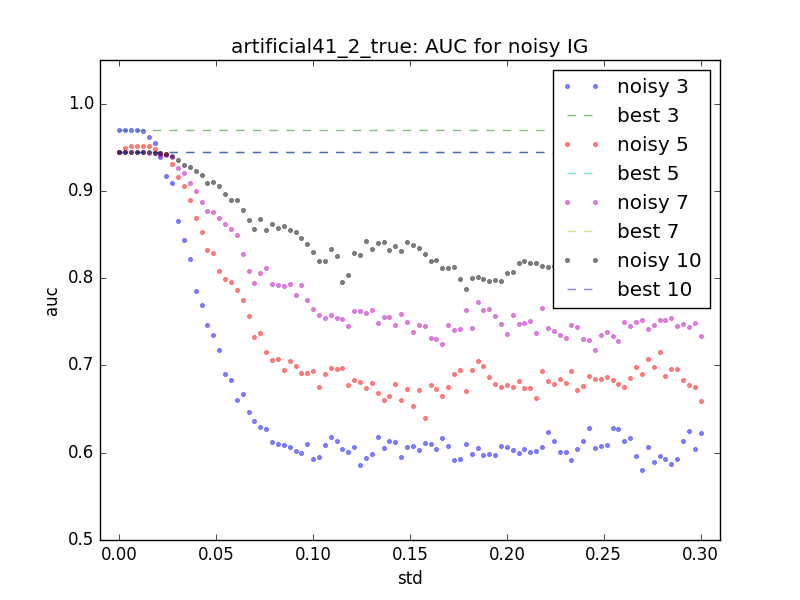 artificial41_2_true: AUC for noisy IG
auc
1.0
0.9
0.8
0.7
0.6
0.5
noisy 3
best 3
noisy 5
best 5
noisy 7
best 7
noisy 10
best 10
0.00 0.05 0.10 0.15 0.20 0.25 0.30
std